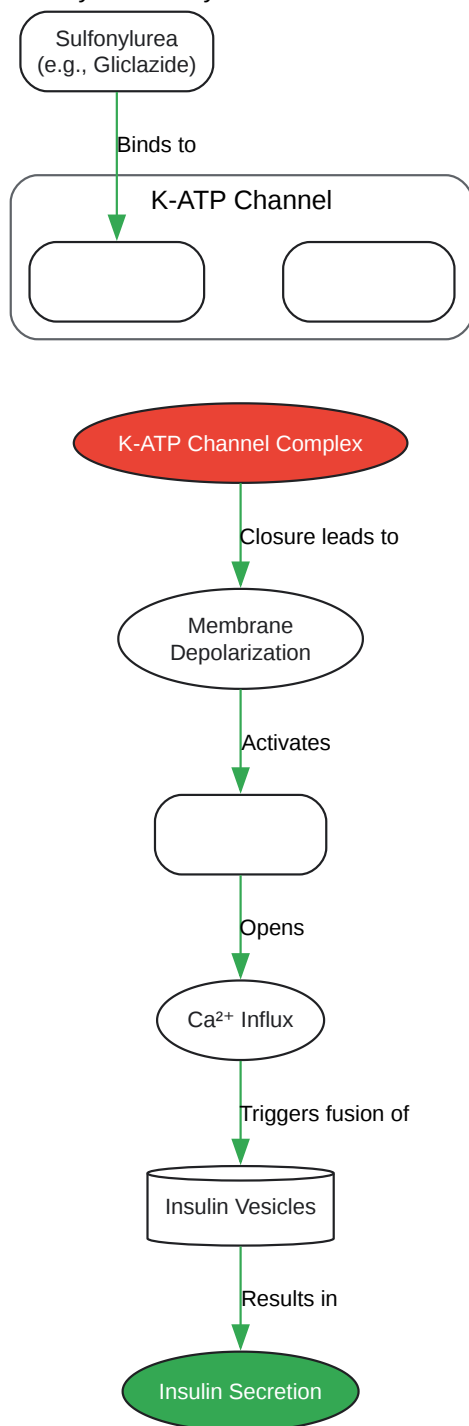 Sulfonylurea
(e.g., Gliclazide)
Binds to
K-ATP Channel
K-ATP Channel Complex
Closure leads to
Membrane
Depolarization
Activates
Opens
Ca²⁺ Influx
Triggers fusion of
Insulin Vesicles
Results in
Insulin Secretion